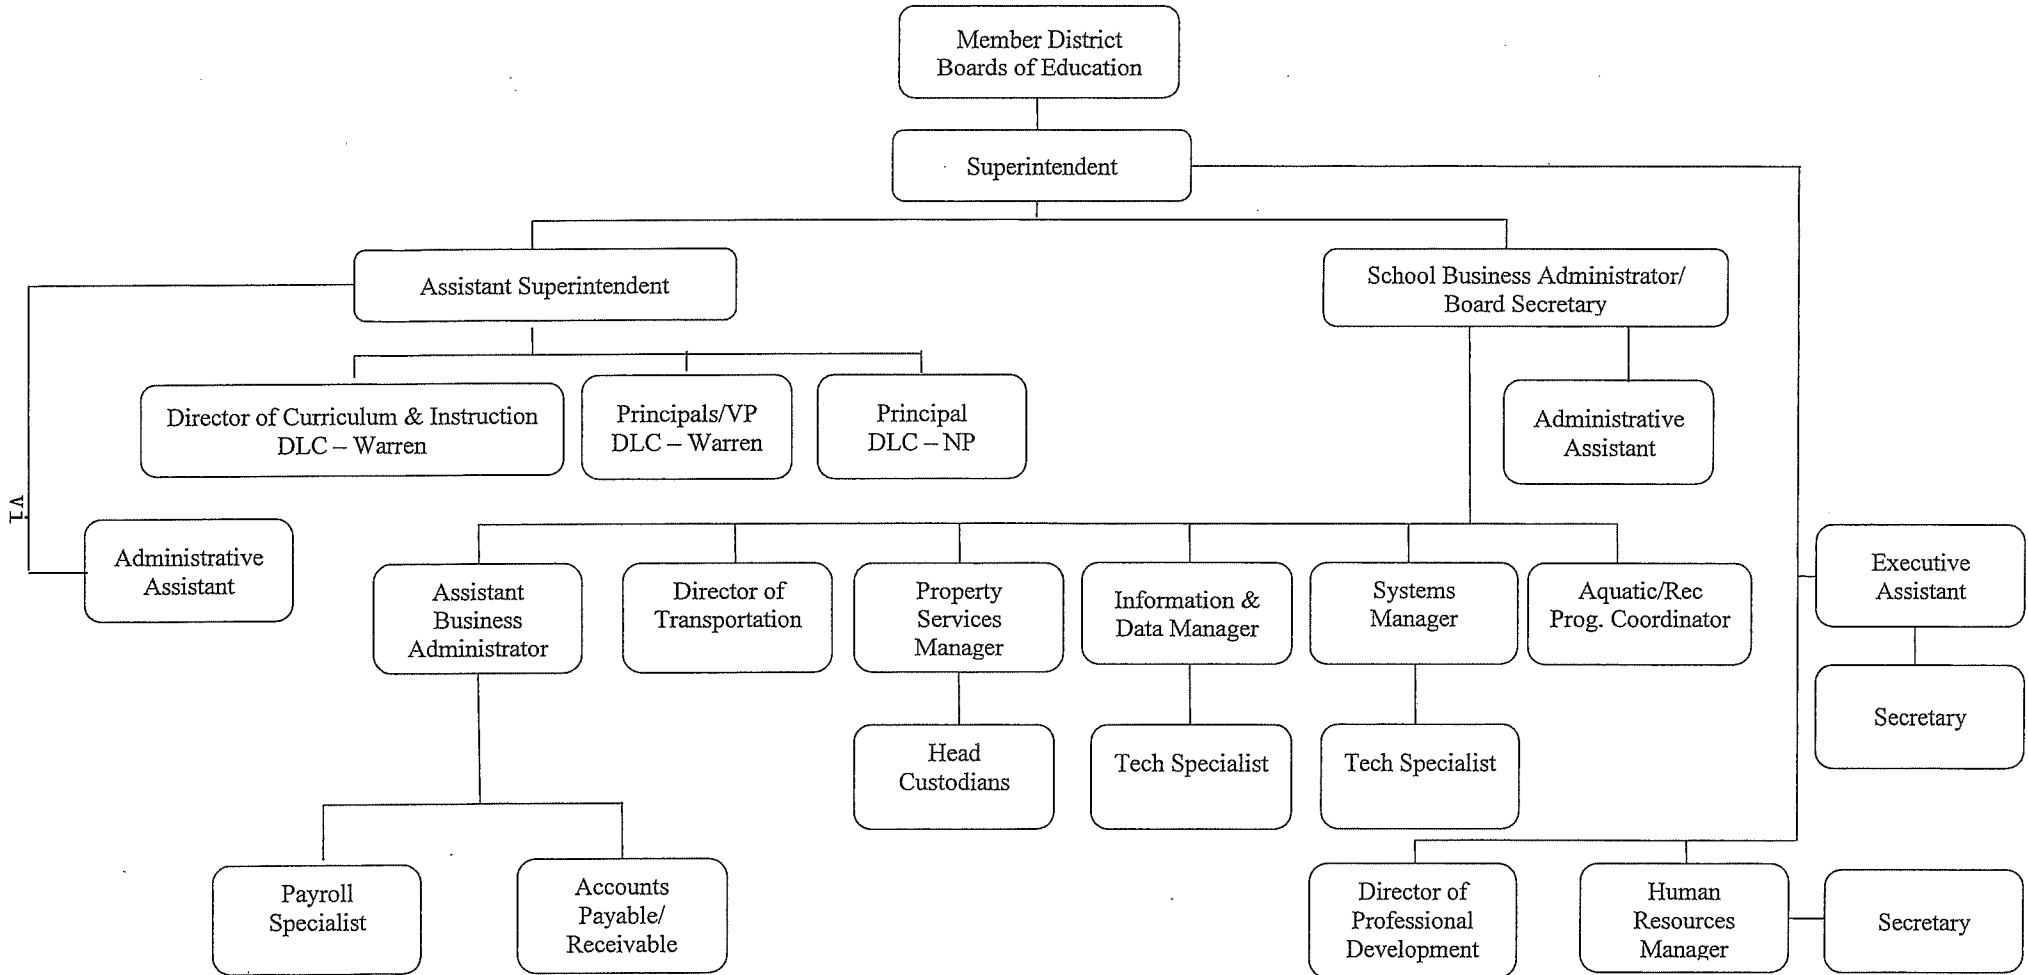 Member District
Boards of Education
Superintendent
Assistant Superintendent
School Business Administrator/
Board Secretary
Director of Curriculum & Instruction
DLC – Warren
Principals/VP
DLC – Warren
Principal
DLC – NP
Administrative
Assistant
vi
Administrative
Assistant
Assistant
Business
Administrator
Director of
Transportation
Property
Services
Manager
Information &
Data Manager
Systems
Manager
Aquatic/Rec
Prog. Coordinator
Executive
Assistant
Secretary
Head
Custodians
Tech Specialist
Tech Specialist
Payroll
Specialist
Accounts
Payable/
Receivable
Director of
Professional
Development
Human
Resources
Manager
Secretary